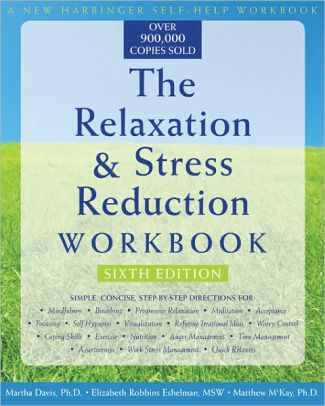 A NEW HARBINGER SELF-HELP WORKBOOK
OVER
900,000
COPIES SOLD
The
Relaxation
& Stress
Reduction
WORKBOOK
SIXTH EDITION
SIMPLE, CONCISE, STEP-BY-STEP DIRECTIONS FOR:
• Mindfulness • Breathing • Progressive Relaxation • Meditation • Acceptance
• Focusing • Self-Hypnosis • Visualization • Refuting Irrational Ideas • Worry Control
• Coping Skills • Exercise • Nutrition • Anger Management • Time Management
• Assertiveness • Work-Stress Management • Quick Relaxers
Martha Davis, Ph.D. • Elizabeth Robbins Eshelman, MSW • Matthew McKay, Ph.D.